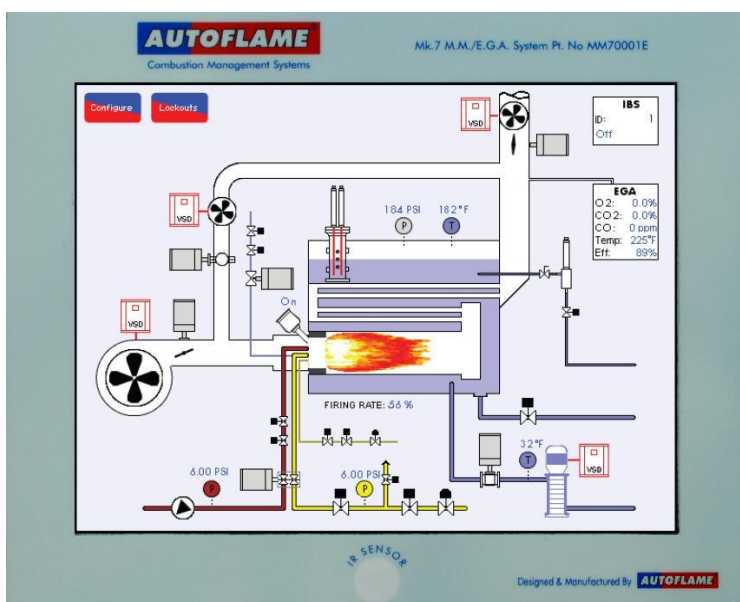 AUTOFLAME
Combustion Management Systems
Mk.7 M.M./E.G.A. System Pt. No MM70001E
Configure
Lockouts
VSD
IBS
ID: 1
Off
VSD
184 PSI
182°F
P
T
EGA
O2: 0.0%
CO2: 0.0%
CO: 0 ppm
Temp: 225°F
Eff: 89%
On
VSD
FIRING RATE: 56 %
32°F
T
VSD
6.00 PSI
P
6.00 PSI
P
IR SENSOR
Designed & Manufactured By AUTOFLAME